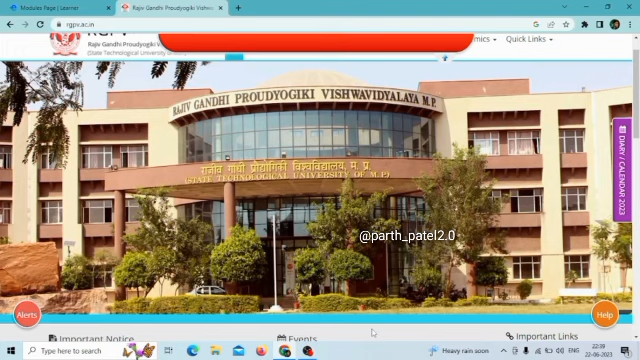 Modules Page | Learner
Rajiv Gandhi Proudyogiki Vishwav
rgpv.ac.in
Rajiv Gandhi Proudyogiki V
(State Technological University
mics
Quick Links
RAJIV GANDHI PROUDYOGIKI VISHWAVIDYALAYA M.P.
राजीव गांधी प्रौद्योगिकी विश्वविद्यालय, म. प्र.
(STATE TECHNOLOGICAL UNIVERSITY OF M.P.)
DIARY / CALENDAR 2023
@parth_patel2.0
Alerts
Help
Important Notice
Events
Important Links
Type here to search
Heavy rain soon
ENG
22:39
22-06-2023